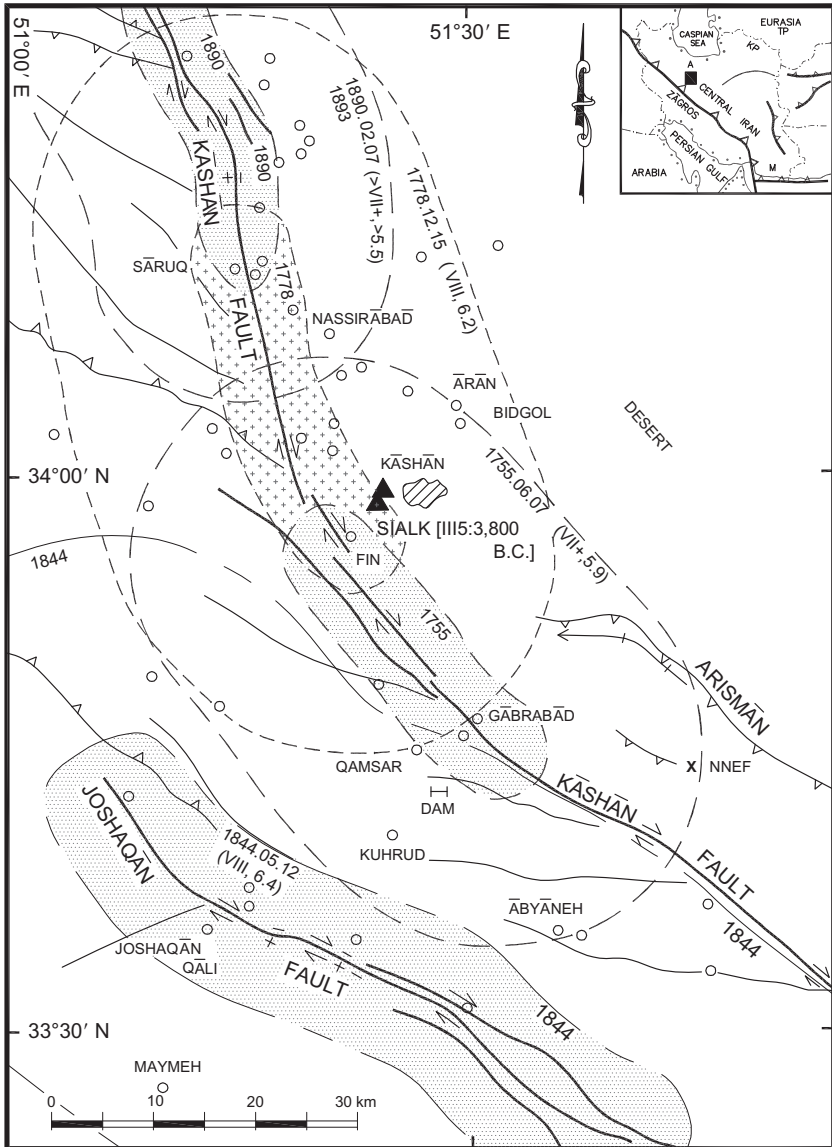 51°00′ E
51°30′ E
EURASIA
TP
CASPIAN
SEA
KP
A
ZĀGROS
CENTRAL IRAN
PERSIAN GULF
ARABIA
M
1890
1890
KĀSHĀN
FAULT
1890.02.07 (>VII+,>5.5)
1893
1778.12.15 (VIII, 6.2)
SĀRUQ
1778
NASSIRĀBĀD
ĀRĀN
BIDGOL
DESERT
KĀSHĀN
1755.06.07 (VII+,5.9)
34°00′ N
SIALK [III5:3,800
B.C.]
FIN
1844
1755
ARISMĀN
GĀBRABĀD
X NNEF
QAMSAR
KĀSHĀN
FAULT
DAM
JOSHAQĀN
FAULT
1844.05.12
(VIII, 6.4)
KUHRUD
ĀBYĀNEH
1844
JOSHAQĀN
QĀLI
1844
33°30′ N
MAYMEH
0 10 20 30 km